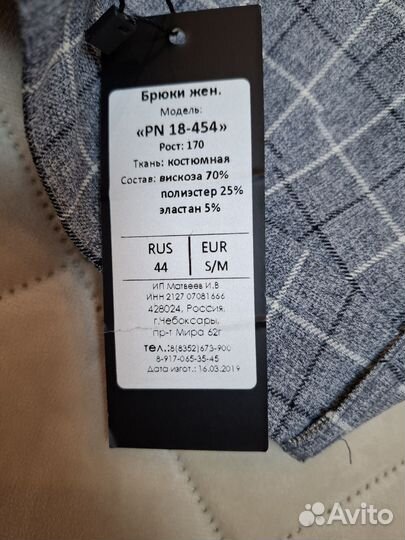 Брюки жен.
Модель:
«PN 18-454»
Рост: 170
Ткань: костюмная
Состав: вискоза 70%
полиэстер 25%
эластан 5%
RUS EUR
44 S/M
ИП Матвеев И.В
ИНН 2127 07081666
428024, Россия,
г.Чебоксары,
пр-т Мира 62г
тел.:8(8352)673-900
8-917-065-35-45
Дата изгот.: 16.03.2019
Avito